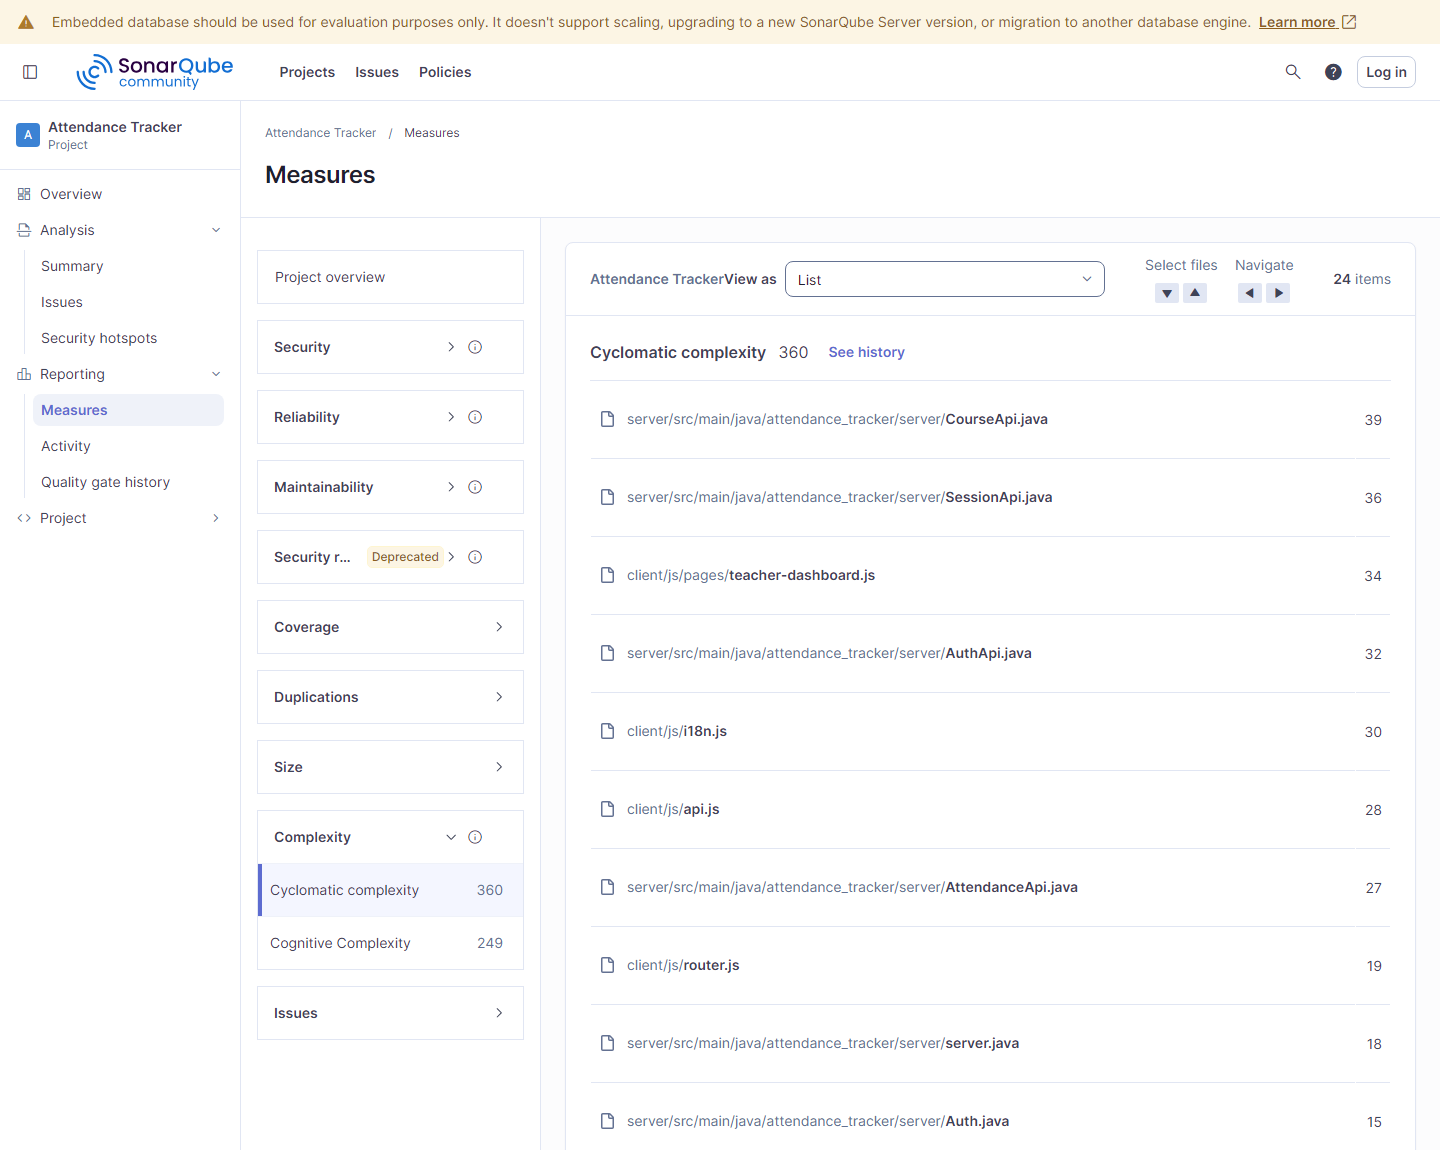 Embedded database should be used for evaluation purposes only. It doesn't support scaling, upgrading to a new SonarQube Server version, or migration to another database engine. Learn more
SonarQube community
Projects
Issues
Policies
?
Log in
A
Attendance Tracker
Project
Overview
Analysis
Summary
Issues
Security hotspots
Reporting
Measures
Activity
Quality gate history
Project
Attendance Tracker / Measures
Measures
Project overview
Security
Reliability
Maintainability
Security r... Deprecated
Coverage
Duplications
Size
Complexity
Cyclomatic complexity 360
Cognitive Complexity 249
Issues
Attendance TrackerView as List
Select files
Navigate
24 items
Cyclomatic complexity 360 See history
server/src/main/java/attendance_tracker/server/CourseApi.java 39
server/src/main/java/attendance_tracker/server/SessionApi.java 36
client/js/pages/teacher-dashboard.js 34
server/src/main/java/attendance_tracker/server/AuthApi.java 32
client/js/i18n.js 30
client/js/api.js 28
server/src/main/java/attendance_tracker/server/AttendanceApi.java 27
client/js/router.js 19
server/src/main/java/attendance_tracker/server/server.java 18
server/src/main/java/attendance_tracker/server/Auth.java 15